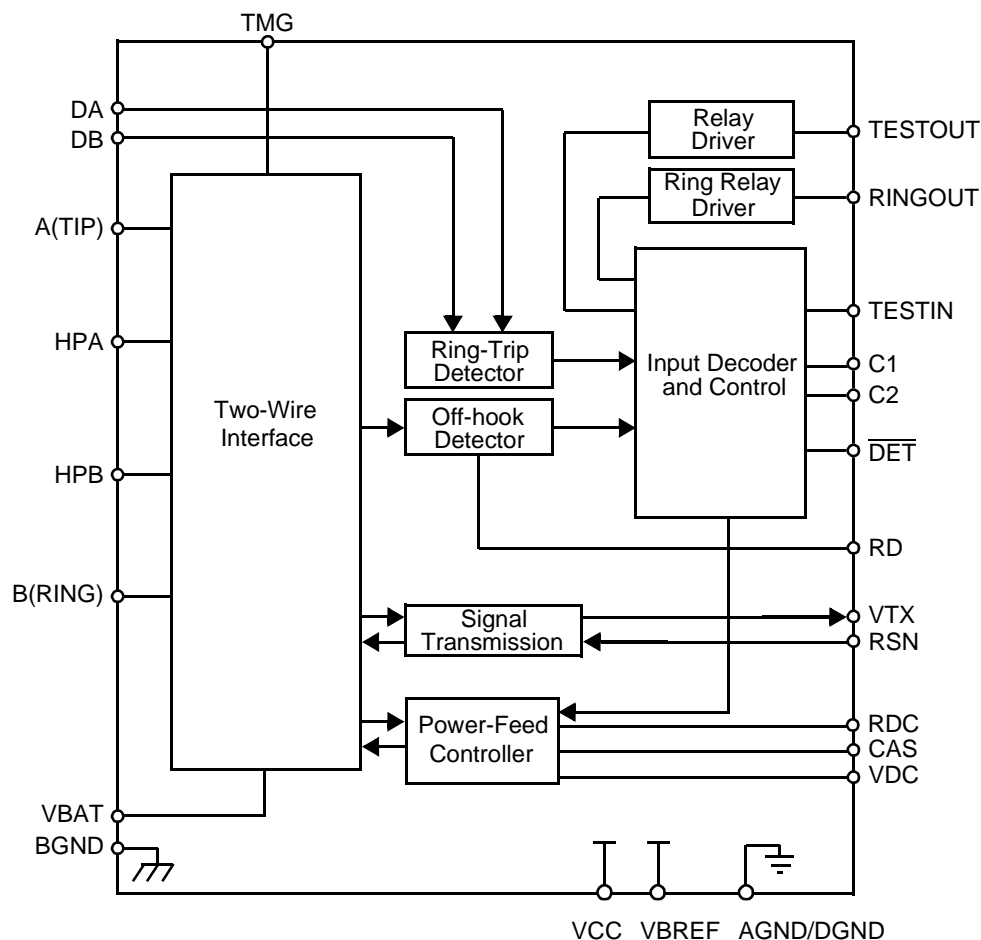 TMG
DA
DB
Relay
Driver
TESTOUT
Ring Relay
Driver
RINGOUT
A(TIP)
TESTIN
HPA
Ring-Trip
Detector
Input Decoder
and Control
C1
C2
Two-Wire
Interface
Off-hook
Detector
DET
HPB
RD
B(RING)
Signal
Transmission
VTX
RSN
Power-Feed
Controller
RDC
CAS
VDC
VBAT
BGND
VCC
VBREF
AGND/DGND